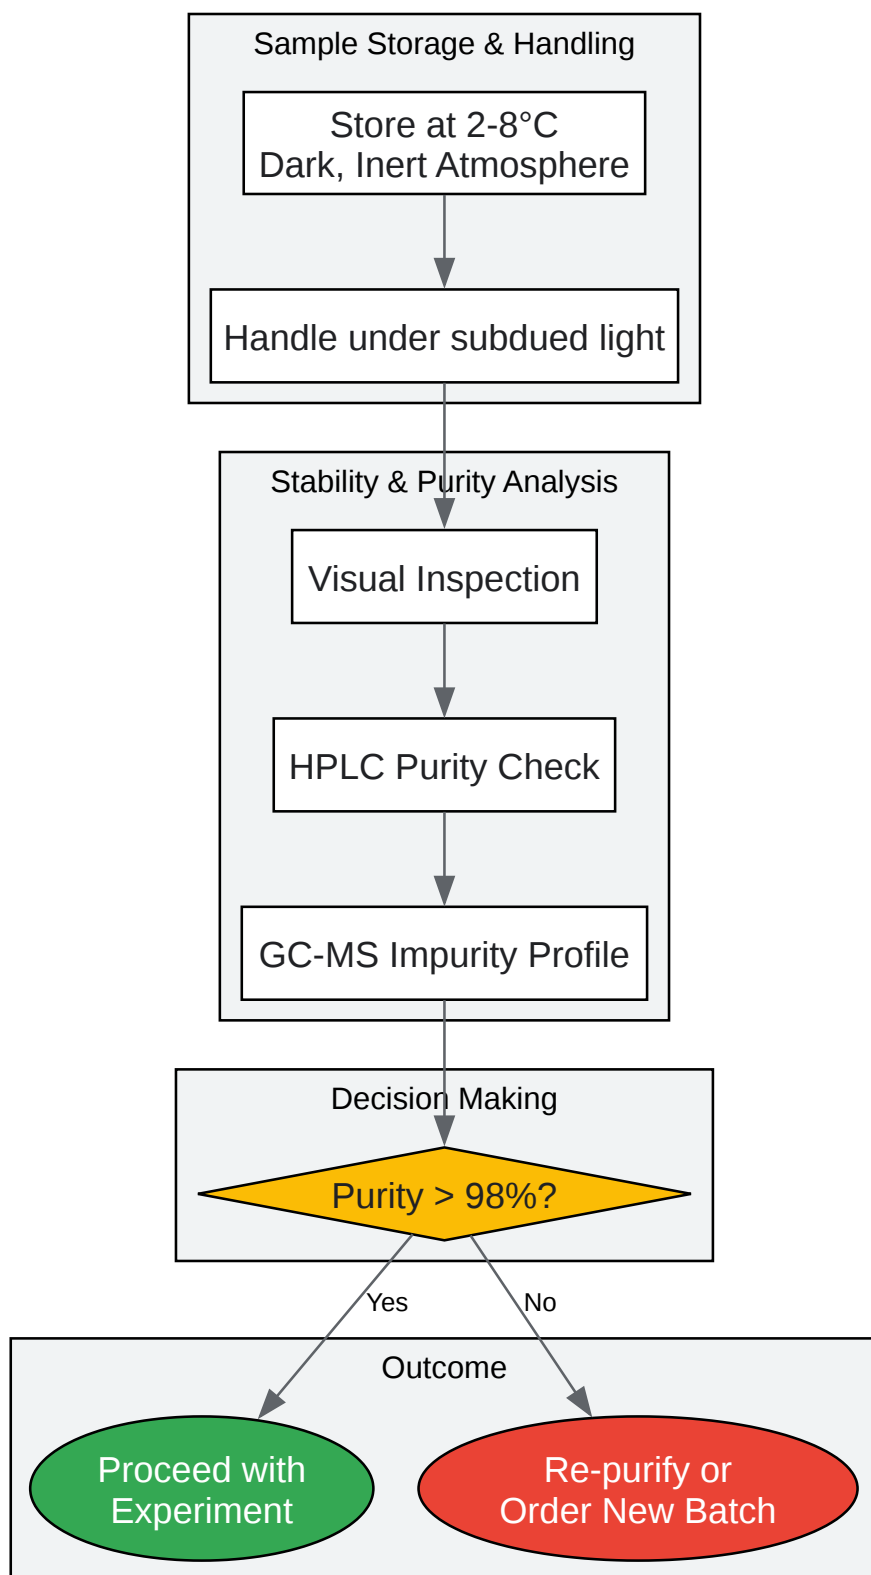 Sample Storage & Handling
Store at 2-8°C
Dark, Inert Atmosphere
Handle under subdued light
Stability & Purity Analysis
Visual Inspection
HPLC Purity Check
GC-MS Impurity Profile
Decision Making
Purity > 98%?
Yes
No
Outcome
Proceed with
Experiment
Re-purify or
Order New Batch